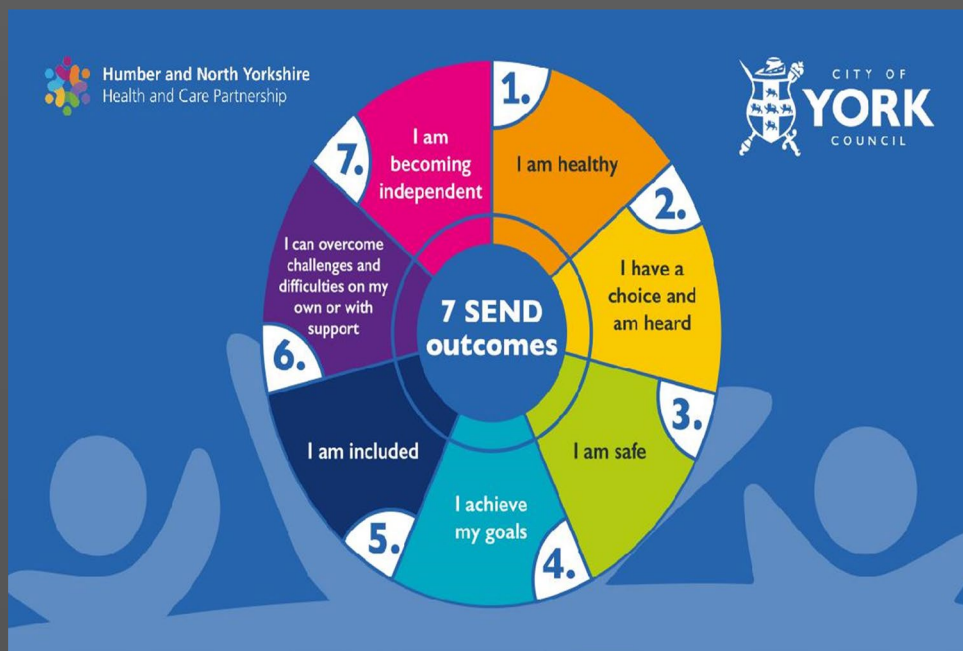 Humber and North Yorkshire
Health and Care Partnership
CITY OF
YORK
COUNCIL
7 SEND
outcomes
1.
I am healthy
2.
I have a
choice and
am heard
3.
I am safe
4.
I achieve
my goals
5.
I am included
6.
I can overcome
challenges and
difficulties on my
own or with
support
7.
I am
becoming
independent